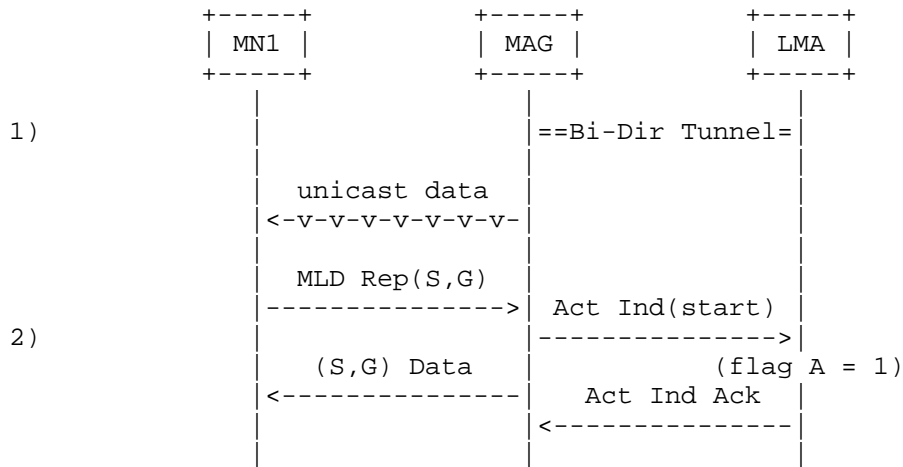 MN1 MAG LMA
1) ==Bi-Dir Tunnel=
unicast data
<-v-v-v-v-v-v-v-
MLD Rep(S,G)
Act Ind(start)
2)
(S,G) Data (flag A = 1)
Act Ind Ack